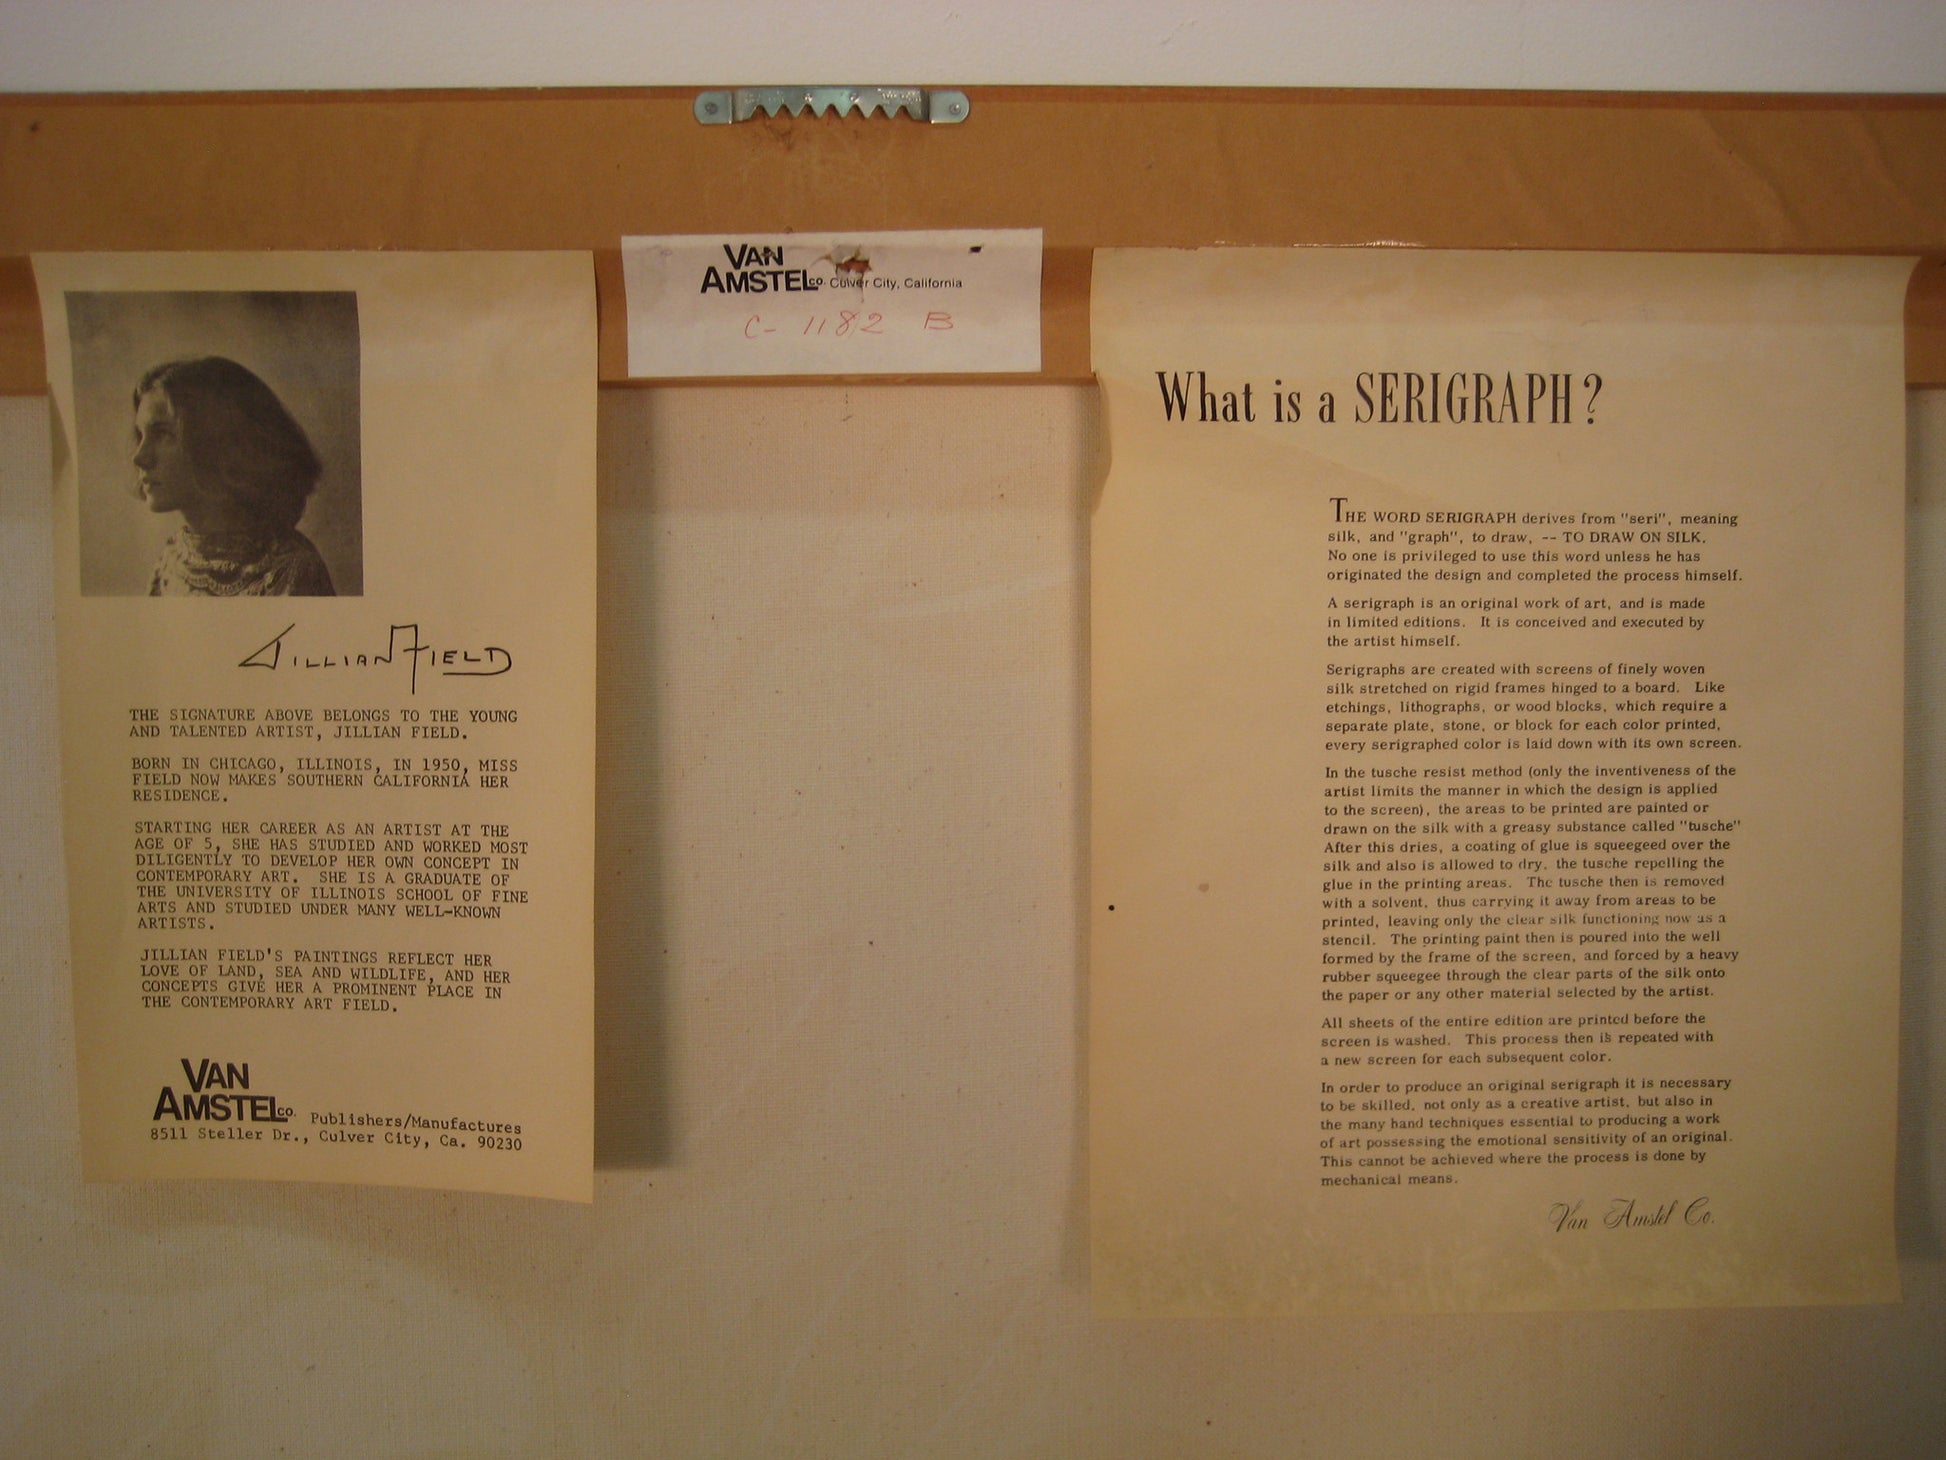 JILLIAN FIELD
THE SIGNATURE ABOVE BELONGS TO THE YOUNG
AND TALENTED ARTIST, JILLIAN FIELD.
BORN IN CHICAGO, ILLINOIS, IN 1950, MISS
FIELD NOW MAKES SOUTHERN CALIFORNIA HER
RESIDENCE.
STARTING HER CAREER AS AN ARTIST AT THE
AGE OF 5, SHE HAS STUDIED AND WORKED MOST
DILIGENTLY TO DEVELOP HER OWN CONCEPT IN
CONTEMPORARY ART. SHE IS A GRADUATE OF
THE UNIVERSITY OF ILLINOIS SCHOOL OF FINE
ARTS AND STUDIED UNDER MANY WELL-KNOWN
ARTISTS.
JILLIAN FIELD'S PAINTINGS REFLECT HER
LOVE OF LAND, SEA AND WILDLIFE, AND HER
CONCEPTS GIVE HER A PROMINENT PLACE IN
THE CONTEMPORARY ART FIELD.
VAN
AMSTEL CO. Publishers/Manufactures
8511 Steller Dr., Culver City, Ca. 90230
VAN
AMSTEL CO. Culver City, California
C- 1182 B
What is a SERIGRAPH?
THE WORD SERIGRAPH derives from "seri", meaning
silk, and "graph", to draw, -- TO DRAW ON SILK.
No one is privileged to use this word unless he has
originated the design and completed the process himself.
A serigraph is an original work of art, and is made
in limited editions. It is conceived and executed by
the artist himself.
Serigraphs are created with screens of finely woven
silk stretched on rigid frames hinged to a board. Like
etchings, lithographs, or wood blocks, which require a
separate plate, stone, or block for each color printed,
every serigraphed color is laid down with its own screen.
In the tusche resist method (only the inventiveness of the
artist limits the manner in which the design is applied
to the screen), the areas to be printed are painted or
drawn on the silk with a greasy substance called "tusche"
After this dries, a coating of glue is squeegeed over the
silk and also is allowed to dry, the tusche repelling the
glue in the printing areas. The tusche then is removed
with a solvent, thus carrying it away from areas to be
printed, leaving only the clear silk functioning now as a
stencil. The printing paint then is poured into the well
formed by the frame of the screen, and forced by a heavy
rubber squeegee through the clear parts of the silk onto
the paper or any other material selected by the artist.
All sheets of the entire edition are printed before the
screen is washed. This process then is repeated with
a new screen for each subsequent color.
In order to produce an original serigraph it is necessary
to be skilled, not only as a creative artist, but also in
the many hand techniques essential to producing a work
of art possessing the emotional sensitivity of an original.
This cannot be achieved where the process is done by
mechanical means.
Van Amstel Co.